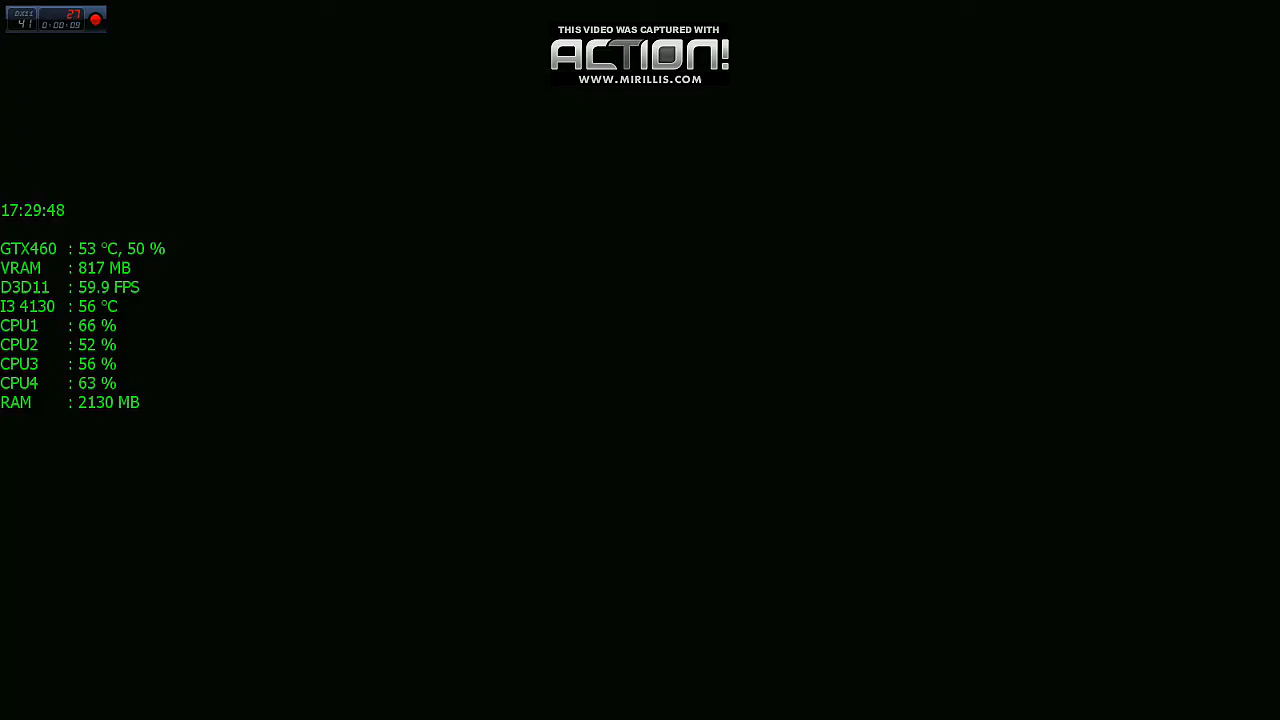 DX11 27
41 0:00:09
THIS VIDEO WAS CAPTURED WITH
ACTION!
WWW.MIRILLIS.COM
17:29:48
GTX460 : 53 °C, 50 %
VRAM : 817 MB
D3D11 : 59.9 FPS
I3 4130 : 56 °C
CPU1 : 66 %
CPU2 : 52 %
CPU3 : 56 %
CPU4 : 63 %
RAM : 2130 MB